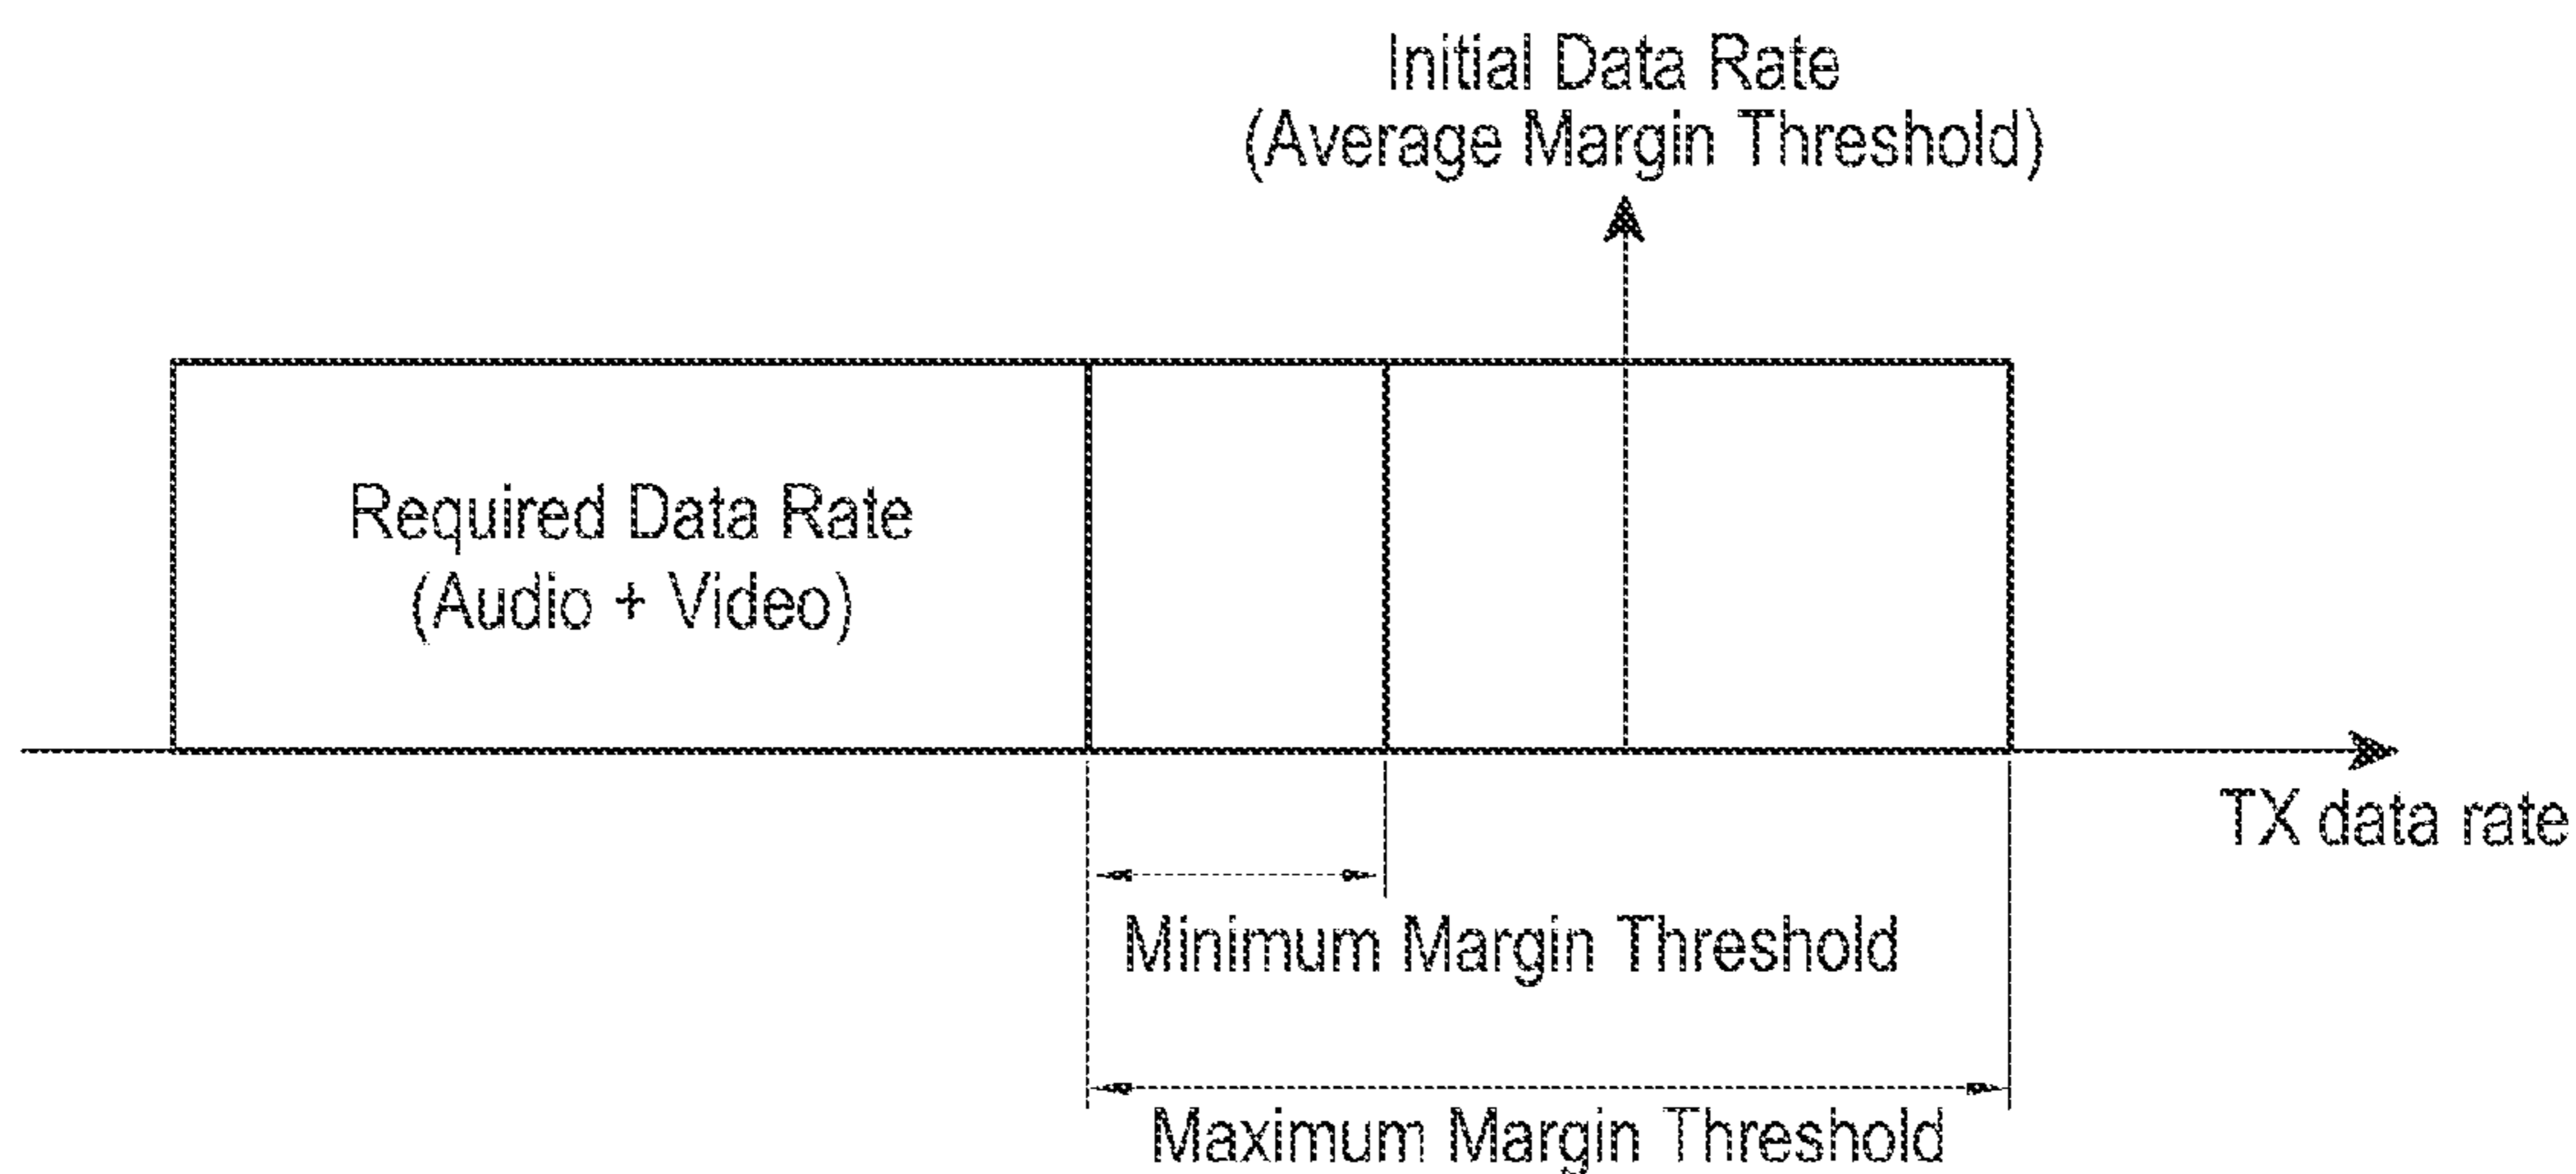 Initial Data Rate
(Average Margin Threshold)
Required Data Rate
(Audio + Video)
TX data rate
Minimum Margin Threshold
Maximum Margin Threshold